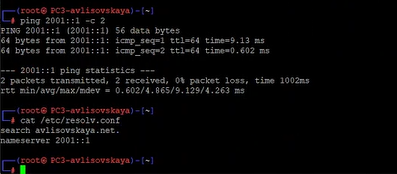 ┌──(root㉿ PC3-avlisovskaya)-[~]
└─# ping 2001::1 -c 2
PING 2001::1 (2001::1) 56 data bytes
64 bytes from 2001::1: icmp_seq=1 ttl=64 time=9.13 ms
64 bytes from 2001::1: icmp_seq=2 ttl=64 time=0.602 ms
--- 2001::1 ping statistics ---
2 packets transmitted, 2 received, 0% packet loss, time 1002ms
rtt min/avg/max/mdev = 0.602/4.865/9.129/4.263 ms
┌──(root㉿ PC3-avlisovskaya)-[~]
└─# cat /etc/resolv.conf
search avlisovskaya.net.
nameserver 2001::1
┌──(root㉿ PC3-avlisovskaya)-[~]
└─#